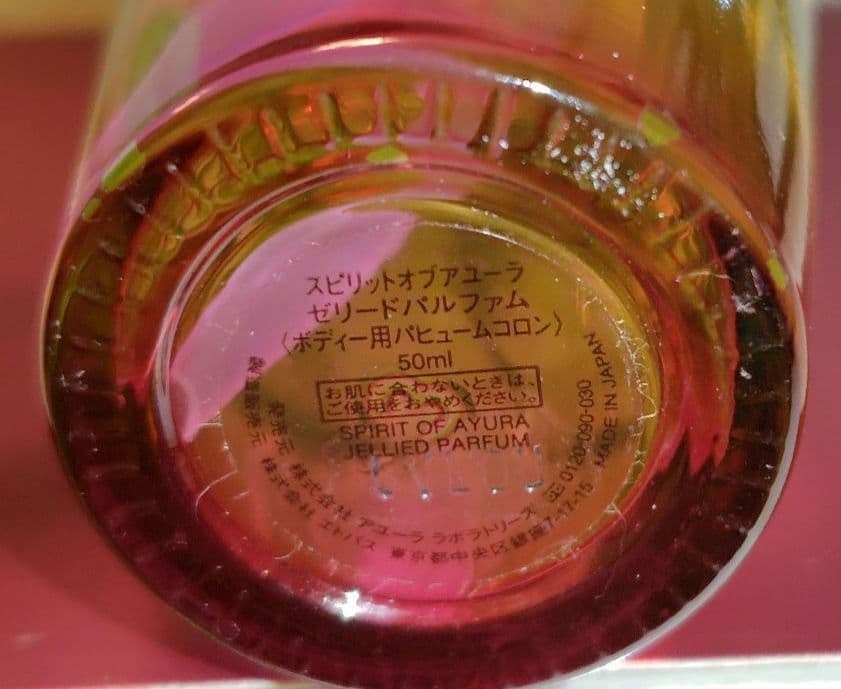 スピリットオブアユーラ
ゼリードパルファム
〈ボディー用パヒュームコロン〉
50ml
お肌に合わないときは、
ご使用をおやめください。
SPIRIT OF AYURA
JELLIED PARFUM
発売元 株式会社 アユーラ ラボラトリーズ
株式会社 エトバス 東京都中央区銀座7-17-15
0120-090-030
MADE IN JAPAN